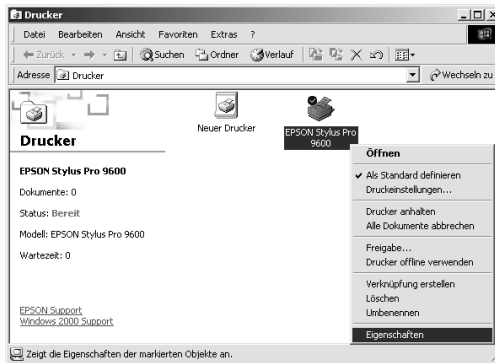 Drucker
Datei Bearbeiten Ansicht Favoriten Extras ?
Zurück Suchen Ordner Verlauf
Adresse Drucker Wechseln zu
Drucker
EPSON Stylus Pro 9600
Dokumente: 0
Status: Bereit
Modell: EPSON Stylus Pro 9600
Wartezeit: 0
EPSON Support
Windows 2000 Support
Neuer Drucker
EPSON Stylus Pro
9600
Öffnen
Als Standard definieren
Druckeinstellungen...
Drucker anhalten
Alle Dokumente abbrechen
Freigabe...
Drucker offline verwenden
Verknüpfung erstellen
Löschen
Umbenennen
Eigenschaften
Zeigt die Eigenschaften der markierten Objekte an.